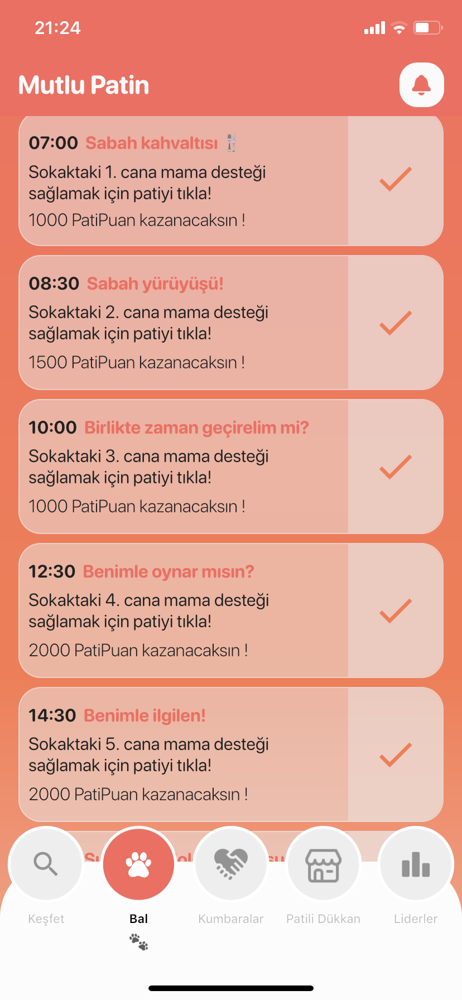 21:24
Mutlu Patin
07:00 Sabah kahvaltısı 🍴
Sokaktaki 1. cana mama desteği
sağlamak için patiyi tıkla!
1000 PatiPuan kazanacaksın !
08:30 Sabah yürüyüşü!
Sokaktaki 2. cana mama desteği
sağlamak için patiyi tıkla!
1500 PatiPuan kazanacaksın !
10:00 Birlikte zaman geçirelim mi?
Sokaktaki 3. cana mama desteği
sağlamak için patiyi tıkla!
1000 PatiPuan kazanacaksın !
12:30 Benimle oynar mısın?
Sokaktaki 4. cana mama desteği
sağlamak için patiyi tıkla!
2000 PatiPuan kazanacaksın !
14:30 Benimle ilgilen!
Sokaktaki 5. cana mama desteği
sağlamak için patiyi tıkla!
2000 PatiPuan kazanacaksın !
Keşfet
Bal
Kumbaralar
Patili Dükkan
Liderler